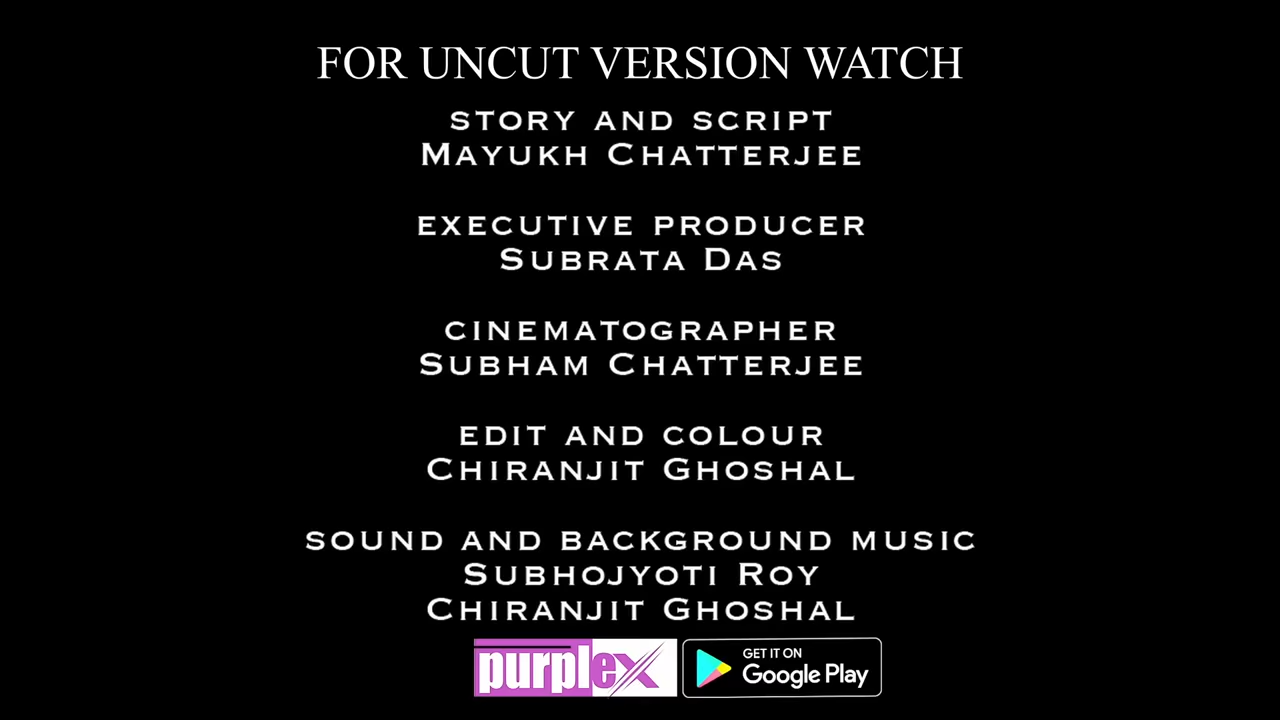 FOR UNCUT VERSION WATCH
STORY AND SCRIPT
MAYUKH CHATTERJEE
EXECUTIVE PRODUCER
SUBRATA DAS
CINEMATOGRAPHER
SUBHAM CHATTERJEE
EDIT AND COLOUR
CHIRANJIT GHOSHAL
SOUND AND BACKGROUND MUSIC
SUBHOJYOTI ROY
CHIRANJIT GHOSHAL
purplex
GET IT ON
Google Play